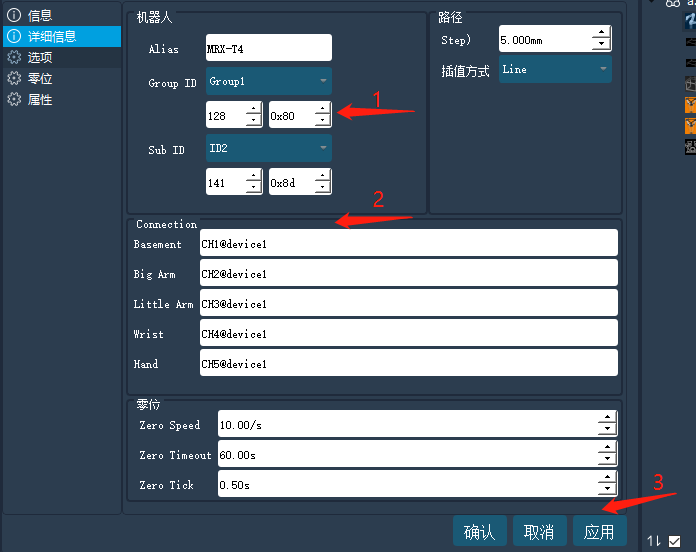 信息
详细信息
选项
零位
属性
机器人
Alias MRX-T4
Group ID Group1
128 0x80
1
Sub ID ID2
141 0x8d
路径
Step) 5.000mm
插值方式 Line
2
Connection
Basement CH1@device1
Big Arm CH2@device1
Little Arm CH3@device1
Wrist CH4@device1
Hand CH5@device1
零位
Zero Speed 10.00/s
Zero Timeout 60.00s
Zero Tick 0.50s
3
确认 取消 应用